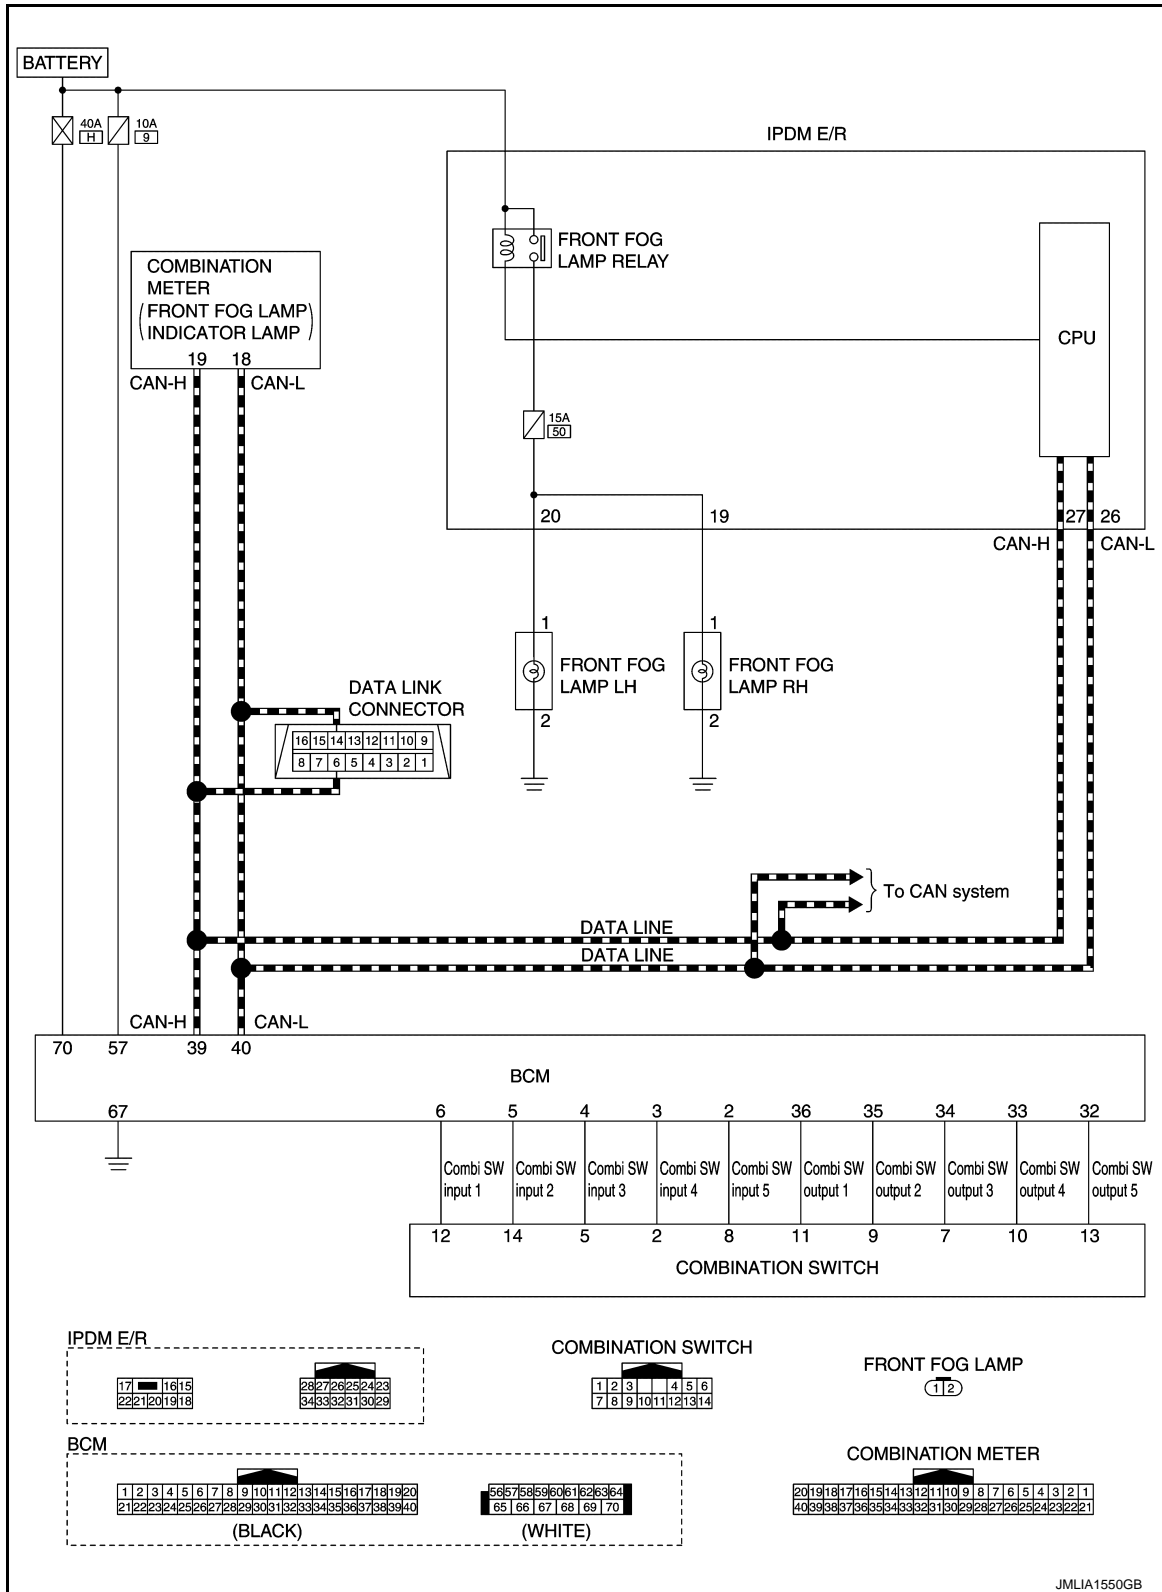 BATTERY
40A
H
10A
9
IPDM E/R
FRONT FOG
LAMP RELAY
CPU
COMBINATION
METER
(FRONT FOG LAMP
INDICATOR LAMP)
19 18
CAN-H CAN-L
15A
50
20 19 27 26
CAN-H CAN-L
1 1
FRONT FOG
LAMP LH
FRONT FOG
LAMP RH
2 2
DATA LINK
CONNECTOR
16 15 14 13 12 11 10 9
8 7 6 5 4 3 2 1
To CAN system
DATA LINE
DATA LINE
CAN-H CAN-L
70 57 39 40
BCM
67 6 5 4 3 2 36 35 34 33 32
Combi SW
input 1
Combi SW
input 2
Combi SW
input 3
Combi SW
input 4
Combi SW
input 5
Combi SW
output 1
Combi SW
output 2
Combi SW
output 3
Combi SW
output 4
Combi SW
output 5
12 14 5 2 8 11 9 7 10 13
COMBINATION SWITCH
IPDM E/R
17 16 15
22 21 20 19 18
28 27 26 25 24 23
34 33 32 31 30 29
COMBINATION SWITCH
1 2 3 4 5 6
7 8 9 10 11 12 13 14
FRONT FOG LAMP
1 2
BCM
1 2 3 4 5 6 7 8 9 10 11 12 13 14 15 16 17 18 19 20
21 22 23 24 25 26 27 28 29 30 31 32 33 34 35 36 37 38 39 40
(BLACK)
56 57 58 59 60 61 62 63 64
65 66 67 68 69 70
(WHITE)
COMBINATION METER
20 19 18 17 16 15 14 13 12 11 10 9 8 7 6 5 4 3 2 1
40 39 38 37 36 35 34 33 32 31 30 29 28 27 26 25 24 23 22 21
JMLIA1550GB